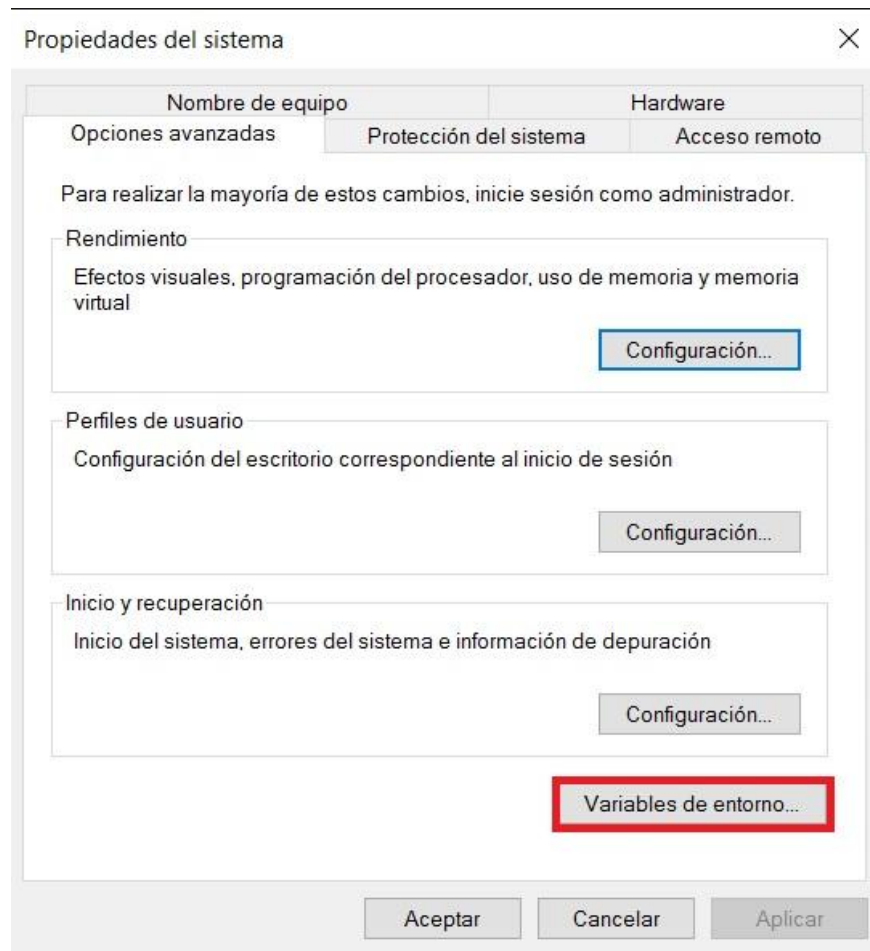 Propiedades del sistema
Nombre de equipo
Hardware
Opciones avanzadas
Protección del sistema
Acceso remoto
Para realizar la mayoría de estos cambios, inicie sesión como administrador.
Rendimiento
Efectos visuales, programación del procesador, uso de memoria y memoria
virtual
Configuración...
Perfiles de usuario
Configuración del escritorio correspondiente al inicio de sesión
Configuración...
Inicio y recuperación
Inicio del sistema, errores del sistema e información de depuración
Configuración...
Variables de entorno...
Aceptar
Cancelar
Aplicar